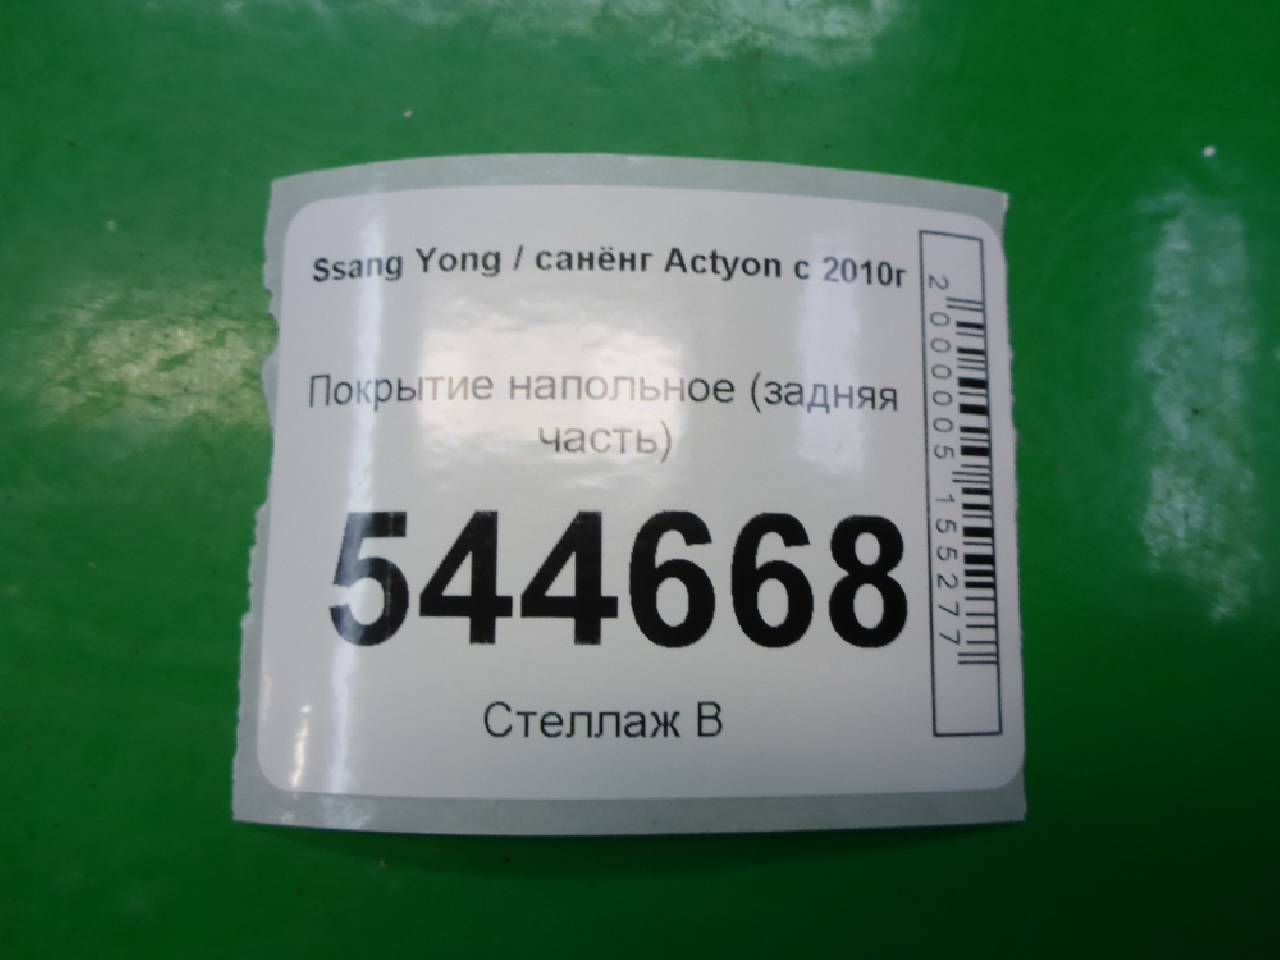 Ssang Yong / санёнг Actyon с 2010г
Покрытие напольное (задняя
часть)
544668
Стеллаж В
2000005155277